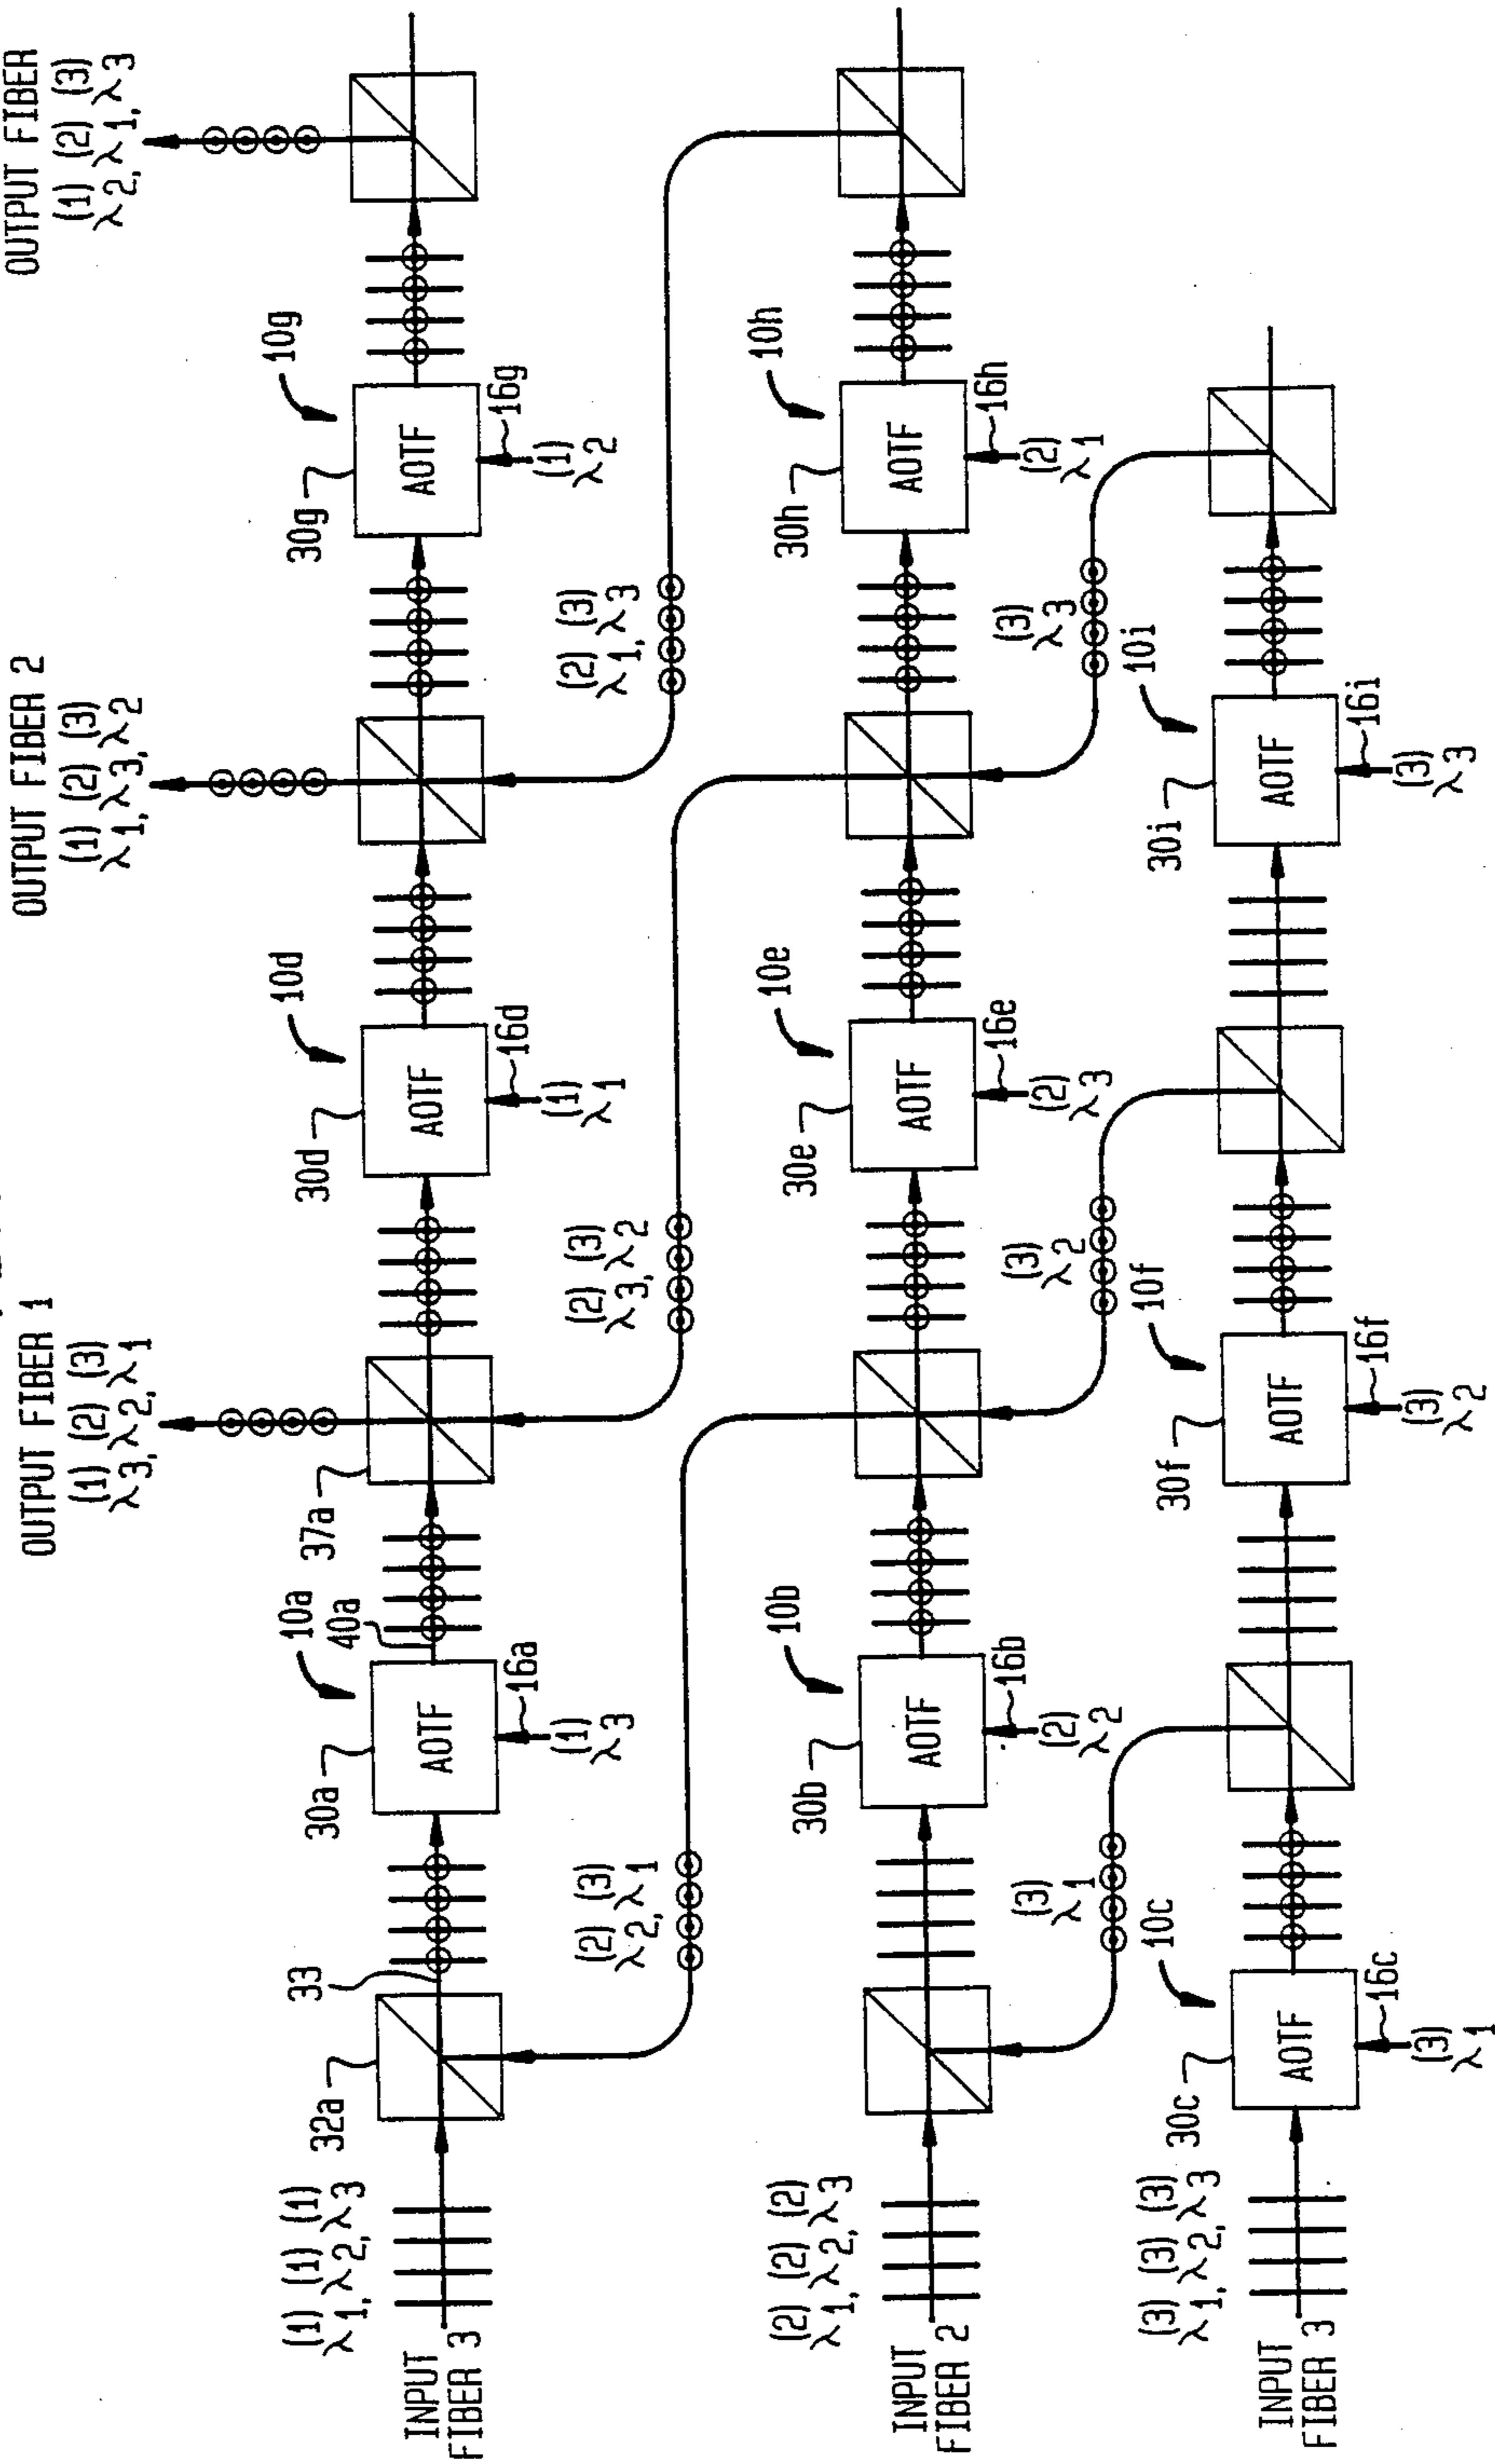 OUTPUT FIBER 1
(1) (2) (3)
λ3, λ2, λ1
OUTPUT FIBER 2
(1) (2) (3)
λ1, λ3, λ2
OUTPUT FIBER
(1) (2) (3)
λ2, λ1, λ3
(1) (1) (1)
λ1, λ2, λ3
INPUT
FIBER 3
32a
33
30a
AOTF
10a
40a
16a
(1)
λ3
37a
30d
AOTF
10d
16d
(1)
λ1
30g
AOTF
10g
16g
(1)
λ2
(2) (3)
λ2, λ1
(2) (3)
λ3, λ2
(2) (3)
λ1, λ3
(2) (2) (2)
λ1, λ2, λ3
INPUT
FIBER 2
30b
AOTF
10b
16b
(2)
λ2
30e
AOTF
10e
16e
(2)
λ3
30h
AOTF
10h
16h
(2)
λ1
(3)
λ1
(3)
λ2
(3)
λ3
(3) (3) (3)
λ1, λ2, λ3
INPUT
FIBER 3
30c
AOTF
10c
16c
(3)
λ1
30f
AOTF
10f
16f
(3)
λ2
30i
AOTF
10i
16i
(3)
λ3